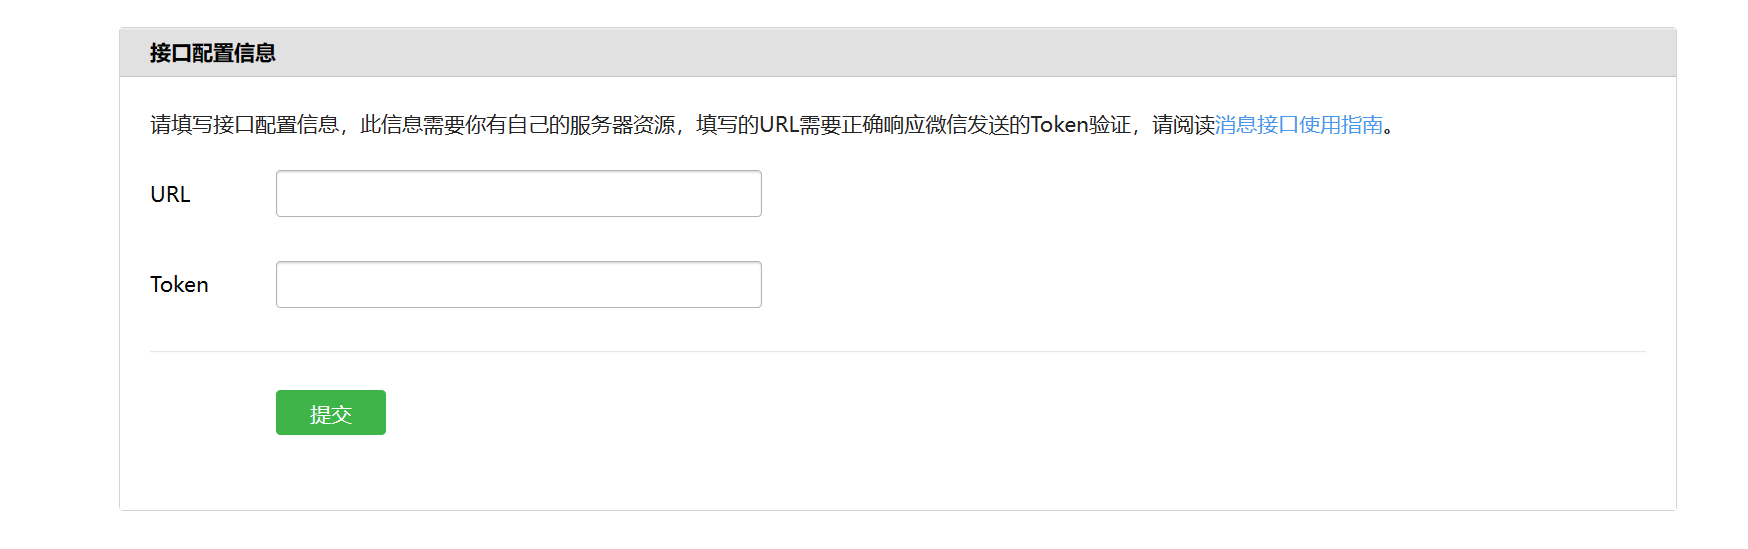 接口配置信息
请填写接口配置信息，此信息需要你有自己的服务器资源，填写的URL需要正确响应微信发送的Token验证，请阅读消息接口使用指南。
URL
Token
提交